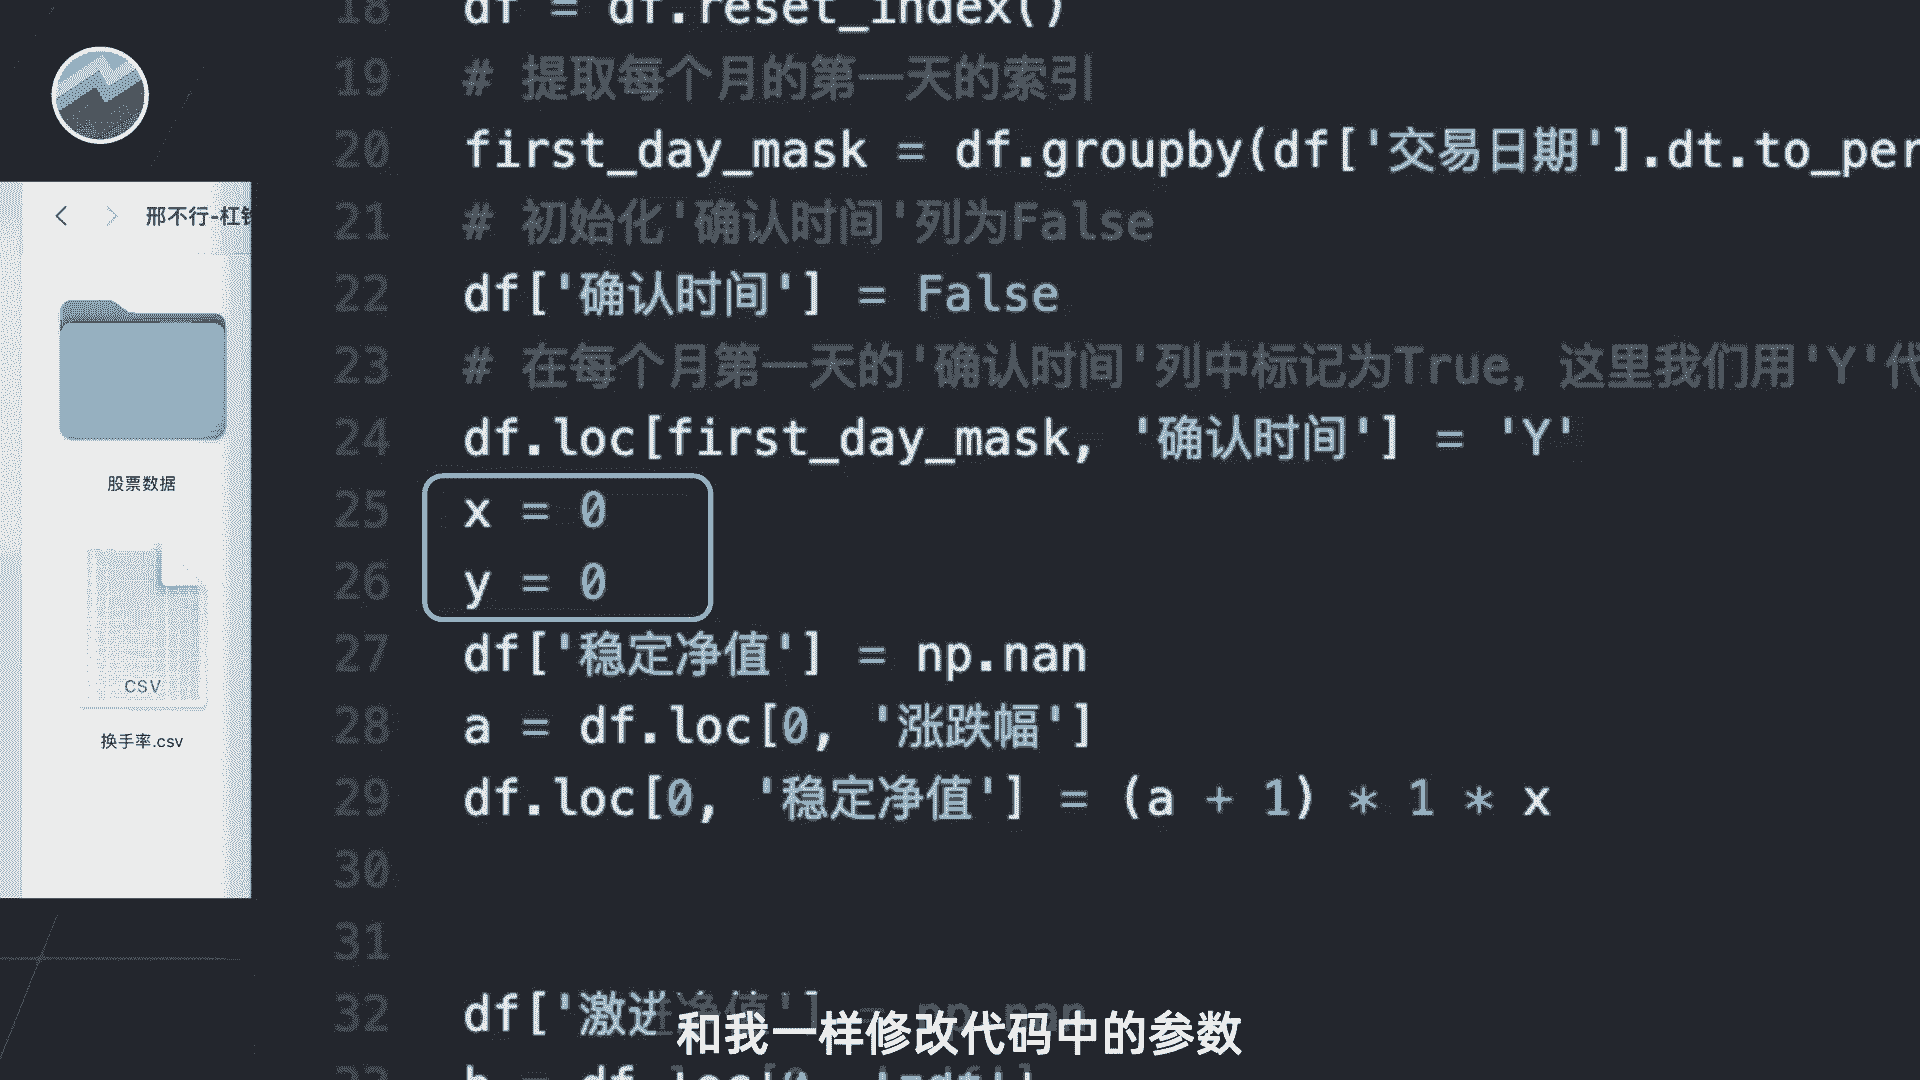 18 df = df.reset_index()
19 # 提取每个月的第一天的索引
20 first_day_mask = df.groupby(df['交易日期'].dt.to_per
21 # 初始化'确认时间'列为False
22 df['确认时间'] = False
23 # 在每个月第一天的'确认时间'列中标记为True，这里我们用'Y'代
24 df.loc[first_day_mask, '确认时间'] = 'Y'
25 x = 0
26 y = 0
27 df['稳定净值'] = np.nan
28 a = df.loc[0, '涨跌幅']
29 df.loc[0, '稳定净值'] = (a + 1) * 1 * x
30
31
32 df['激进净值'] = np.nan
33 b = df.loc[0,
邢不行-杠
股票数据
CSV
换手率.csv
和我一样修改代码中的参数